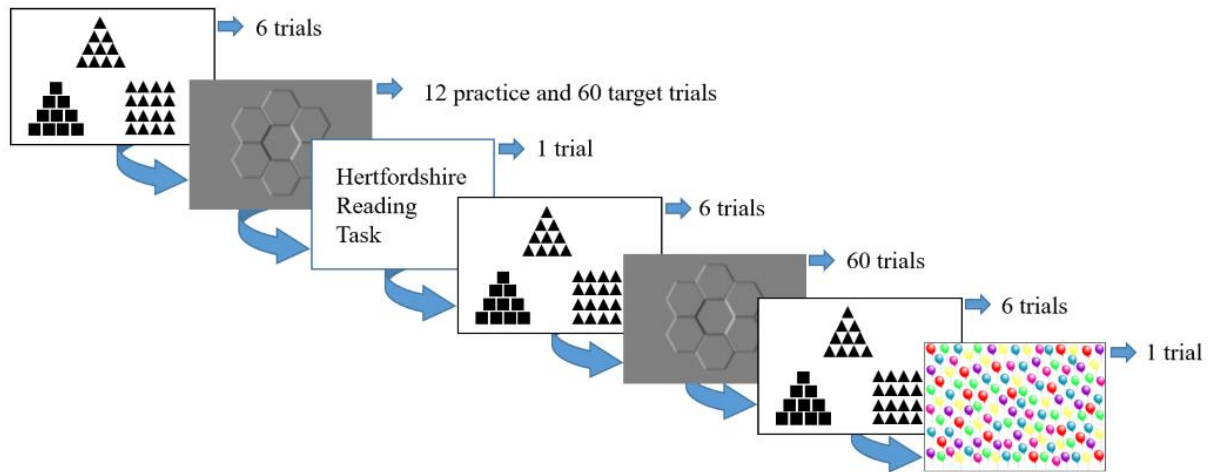 6 trials
12 practice and 60 target trials
1 trial
Hertfordshire
Reading
Task
6 trials
60 trials
6 trials
1 trial